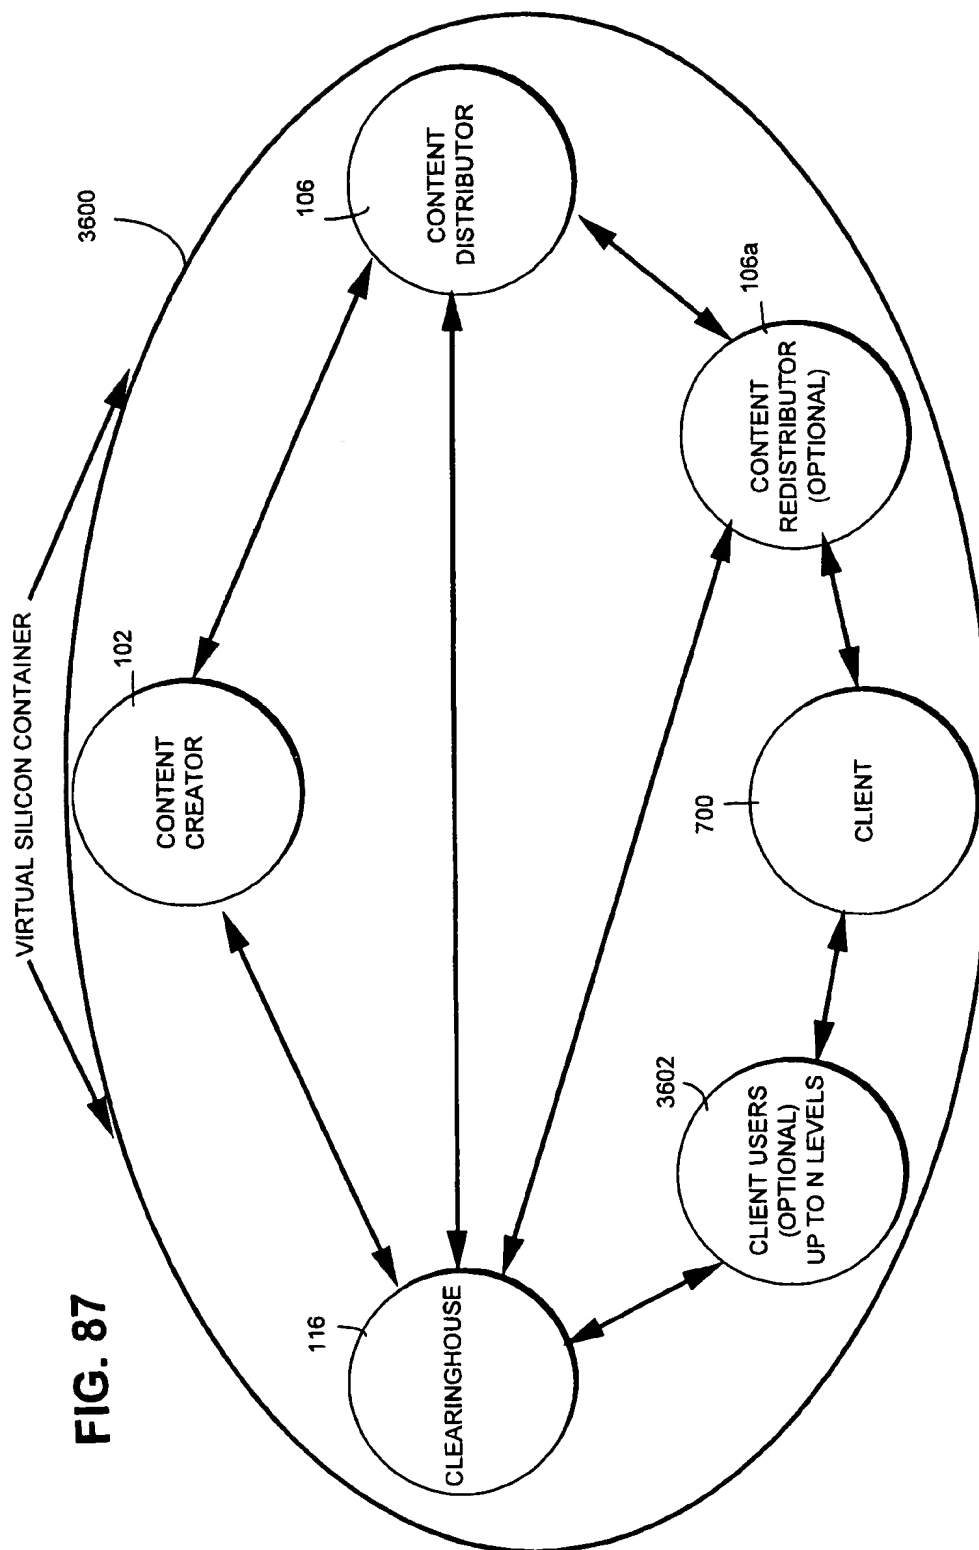 FIG. 87
VIRTUAL SILICON CONTAINER
3600
102
CONTENT
CREATOR
106
CONTENT
DISTRIBUTOR
116
CLEARINGHOUSE
106a
CONTENT
REDISTRIBUTOR
(OPTIONAL)
3602
CLIENT USERS
(OPTIONAL)
UP TO N LEVELS
700
CLIENT